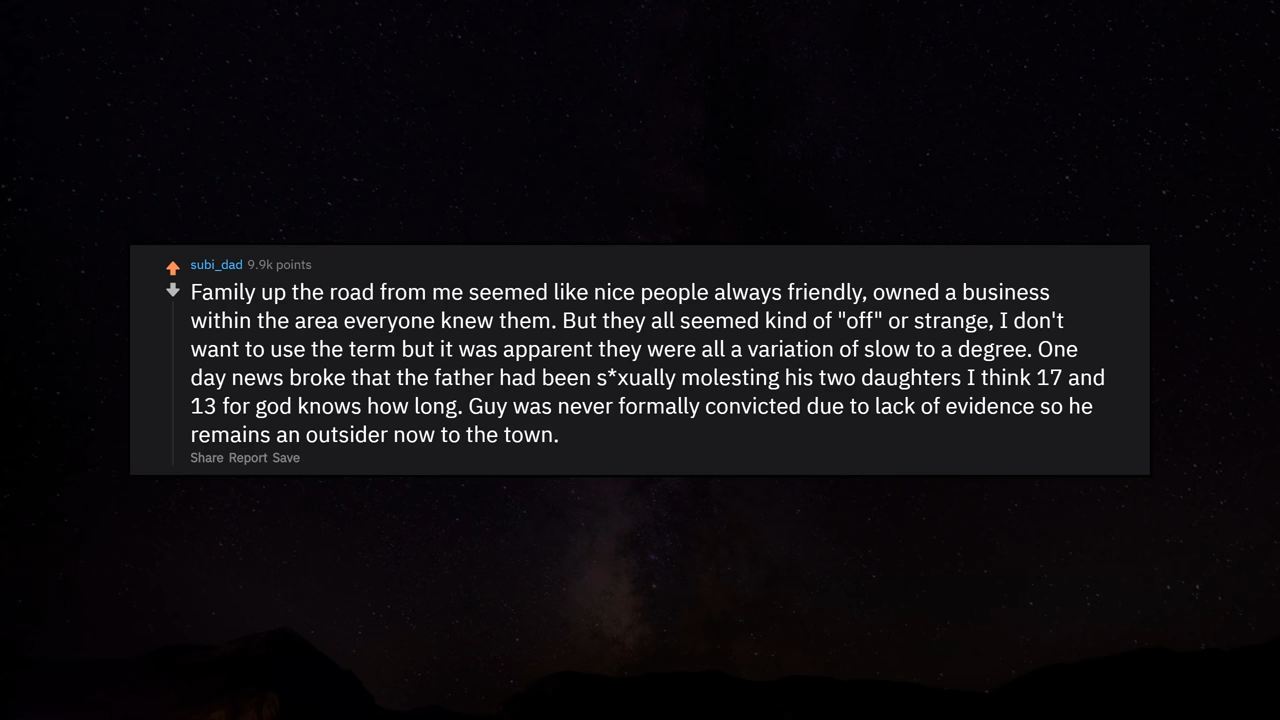 subi_dad 9.9k points
Family up the road from me seemed like nice people always friendly, owned a business
within the area everyone knew them. But they all seemed kind of "off" or strange, I don't
want to use the term but it was apparent they were all a variation of slow to a degree. One
day news broke that the father had been s*xually molesting his two daughters I think 17 and
13 for god knows how long. Guy was never formally convicted due to lack of evidence so he
remains an outsider now to the town.
Share Report Save